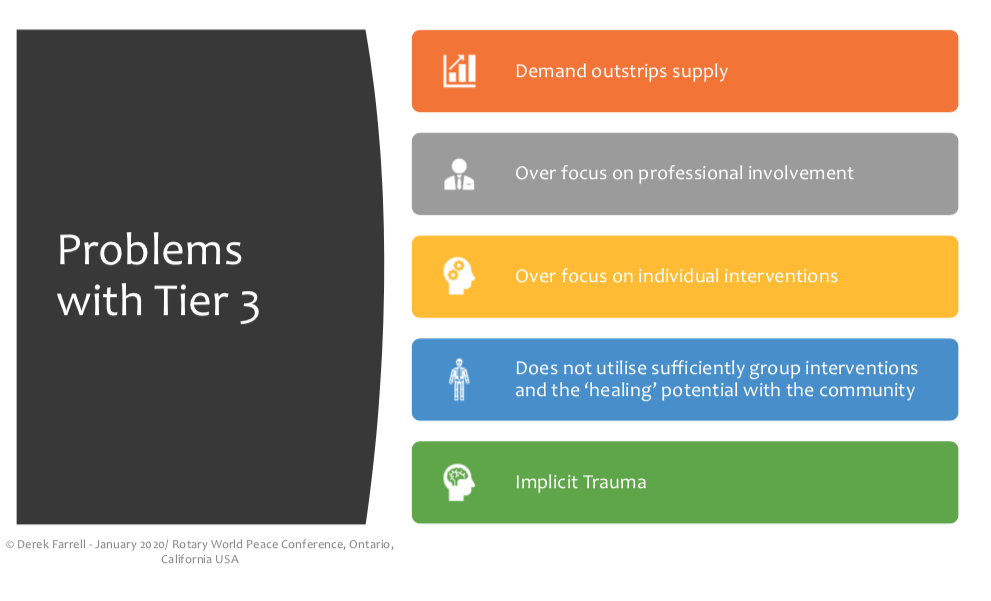 Problems
with Tier 3
Demand outstrips supply
Over focus on professional involvement
Over focus on individual interventions
Does not utilise sufficiently group interventions
and the ‘healing’ potential with the community
Implicit Trauma
© Derek Farrell - January 2020/ Rotary World Peace Conference, Ontario,
California USA